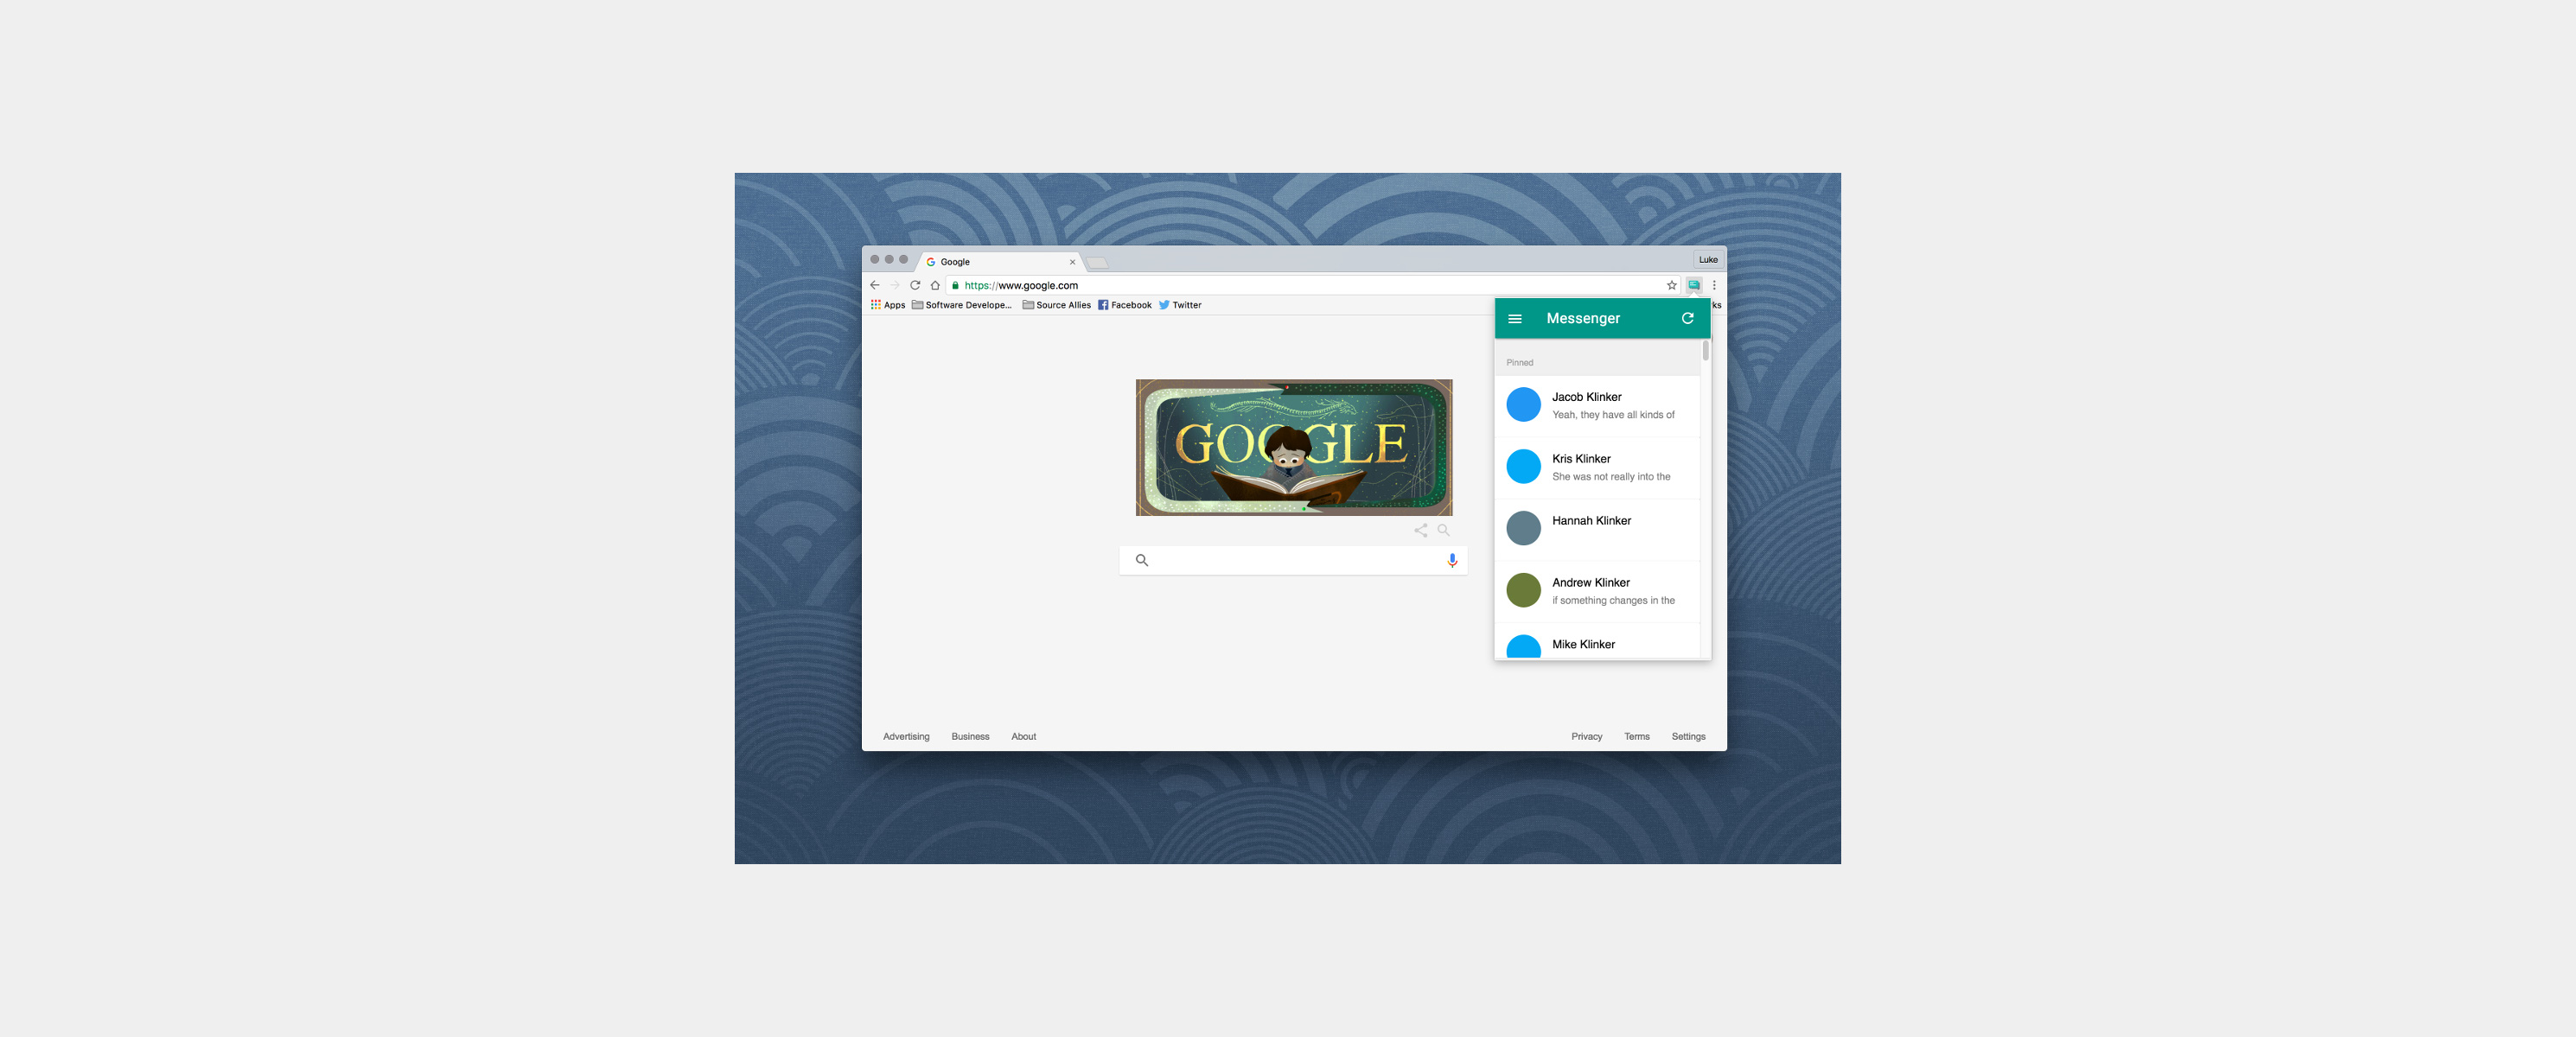 Google
Luke
https://www.google.com
Apps Software Develope... Source Allies Facebook Twitter
ks
Messenger
Pinned
GOOGLE
Jacob Klinker
Yeah, they have all kinds of
Kris Klinker
She was not really into the
Hannah Klinker
Andrew Klinker
if something changes in the
Mike Klinker
Advertising Business About Privacy Terms Settings